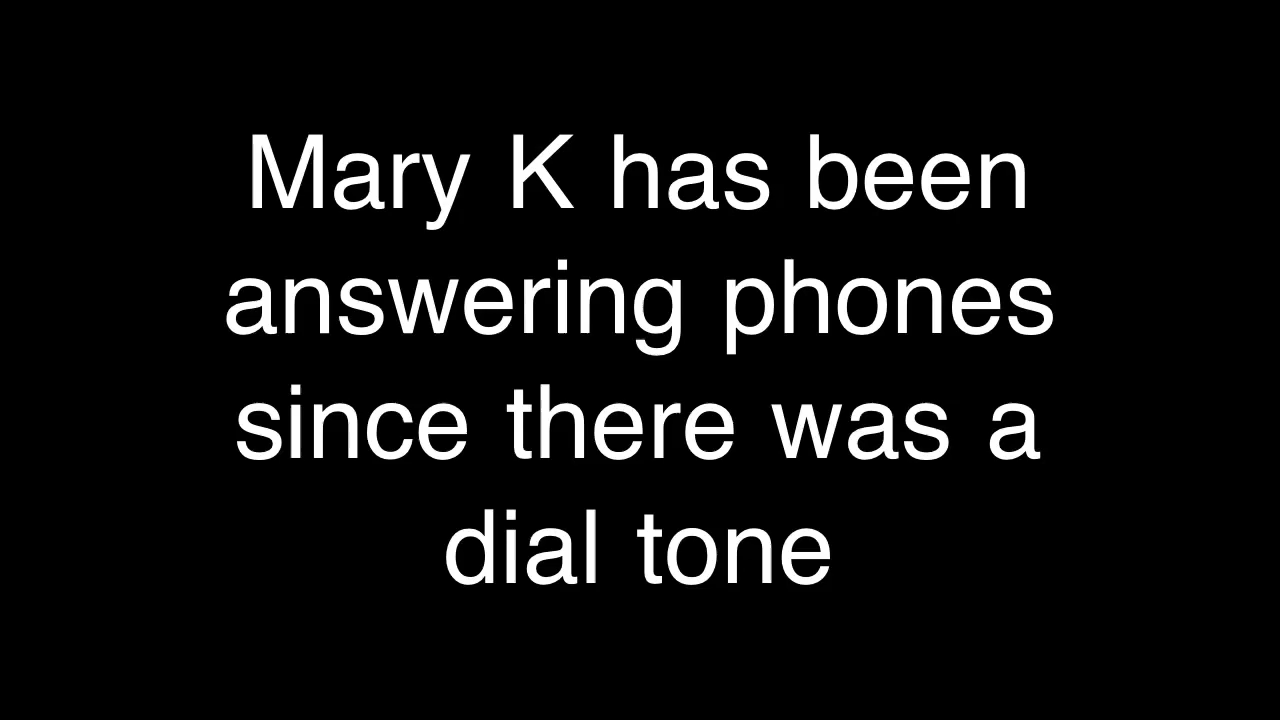 Mary K has been
answering phones
since there was a
dial tone